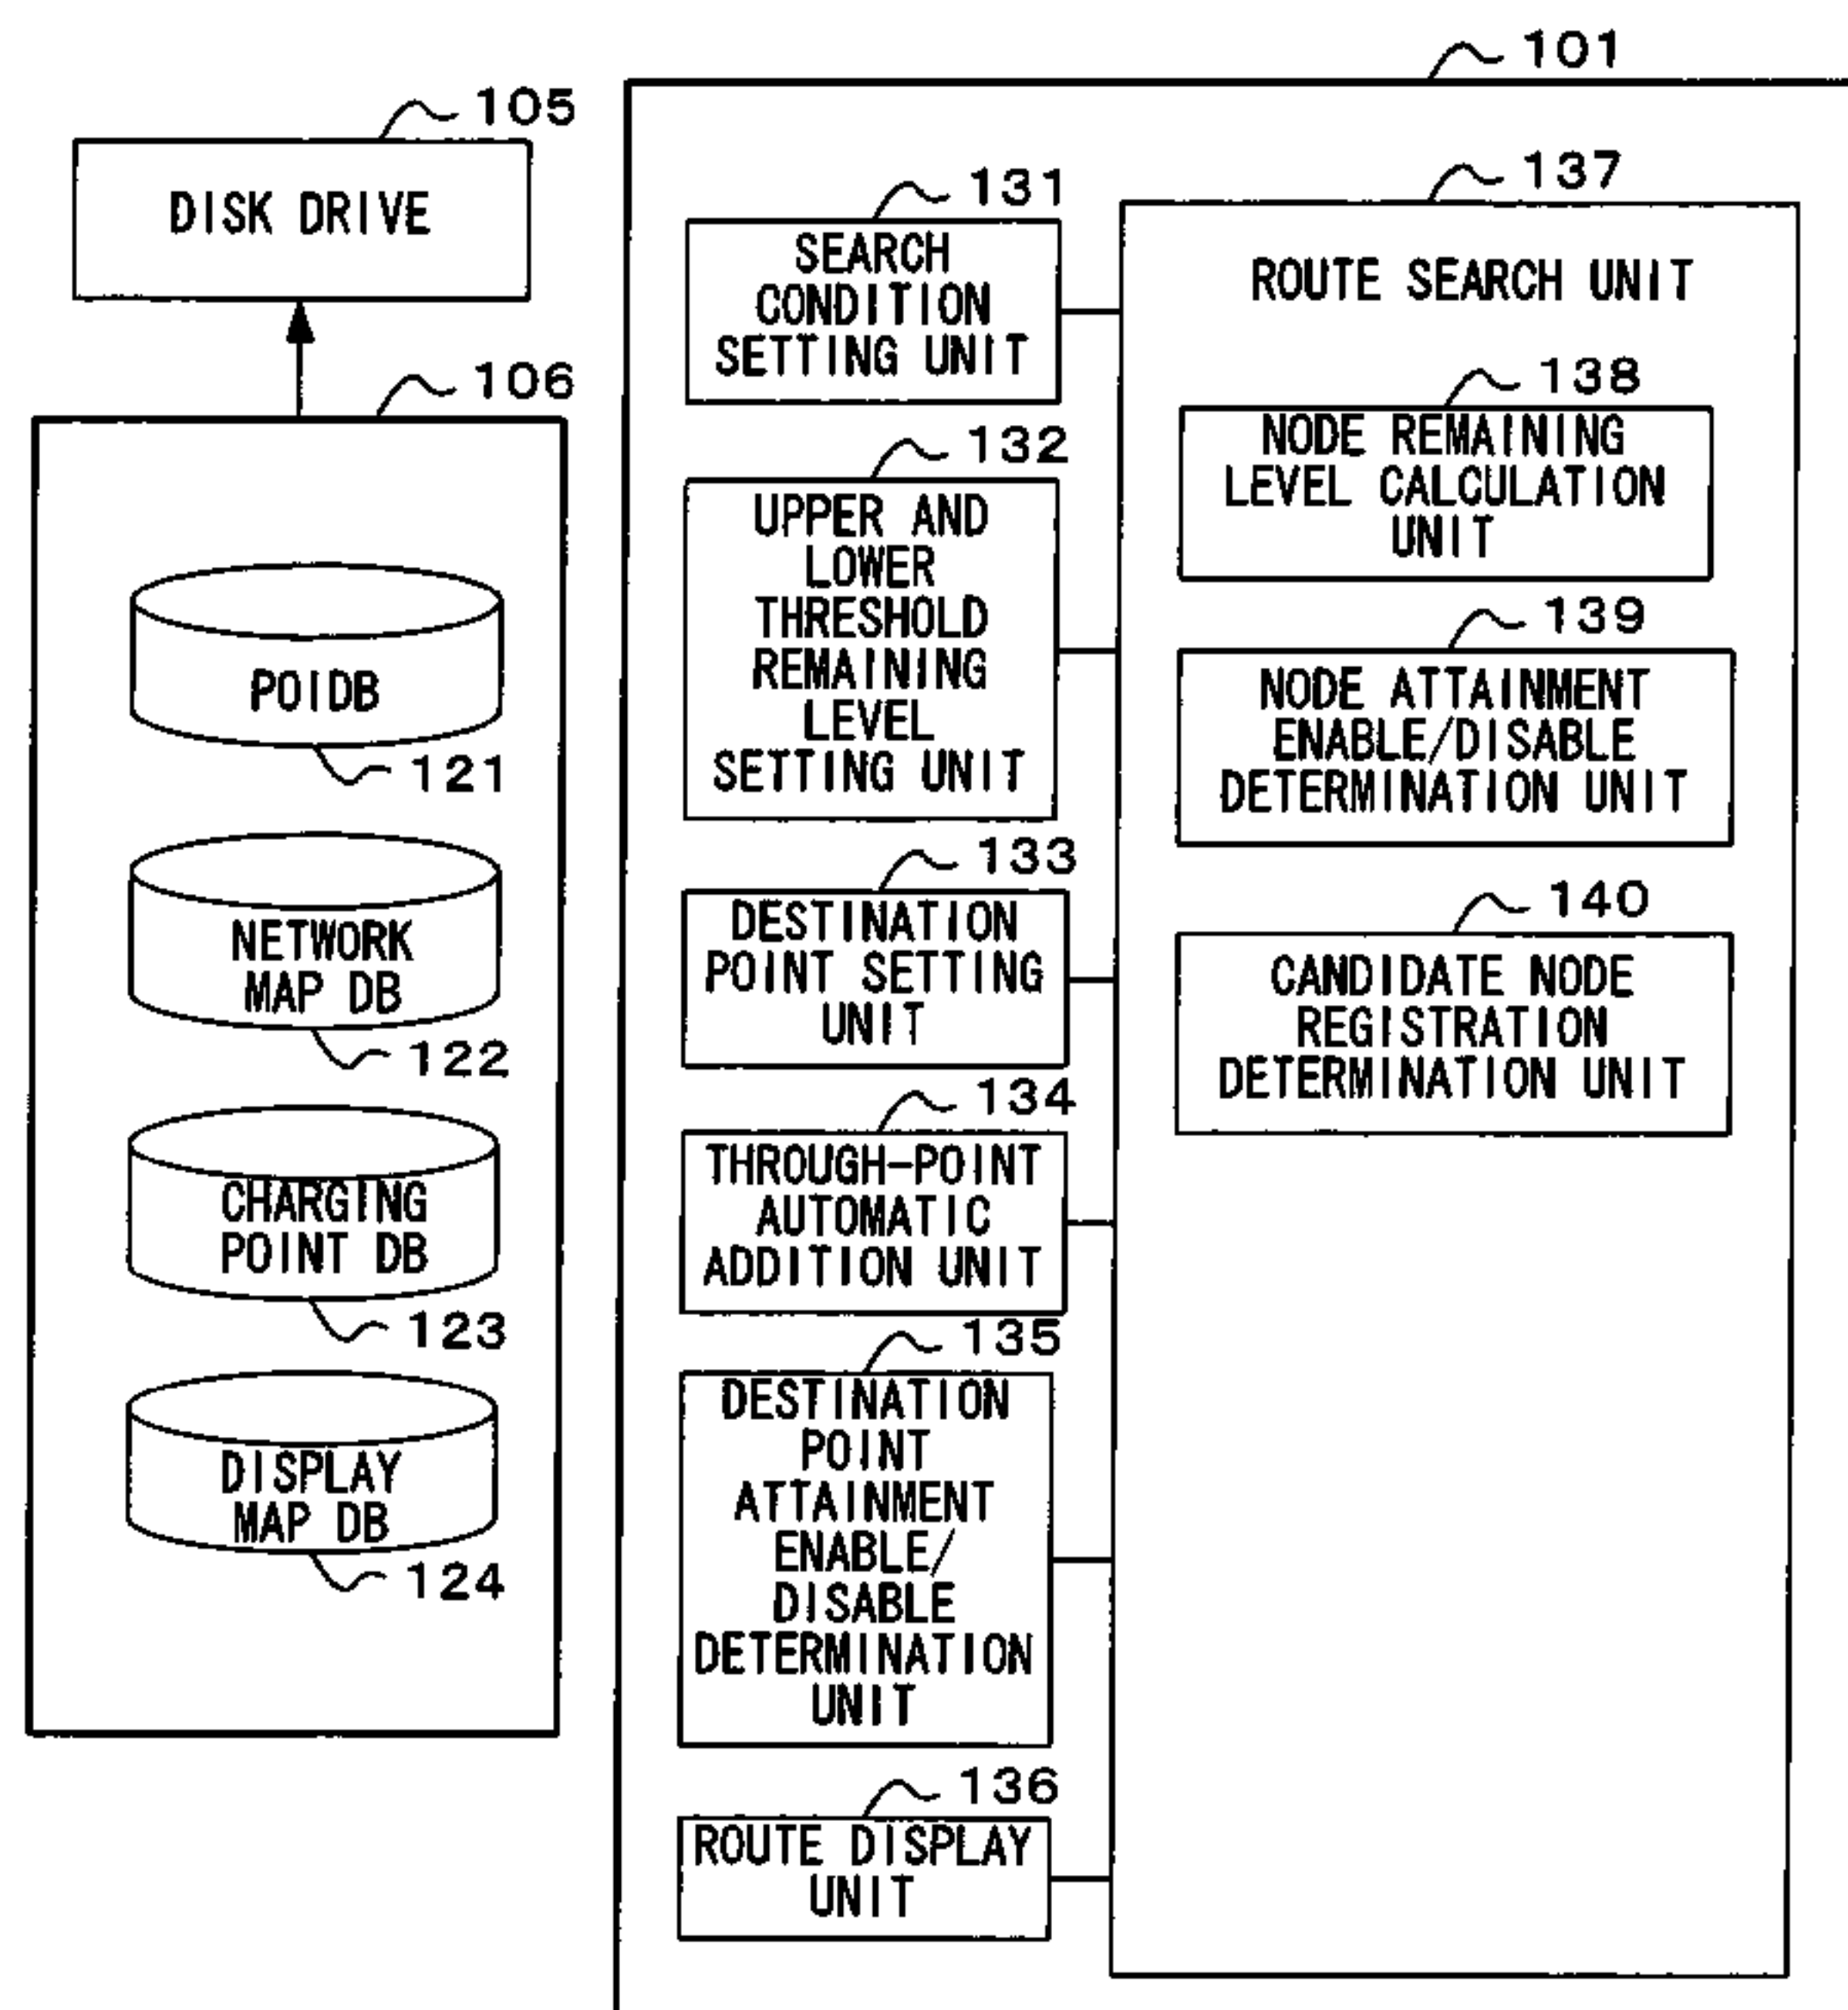 101
105
DISK DRIVE
106
POIDB
121
NETWORK
MAP DB
122
CHARGING
POINT DB
123
DISPLAY
MAP DB
124
131
SEARCH
CONDITION
SETTING UNIT
132
UPPER AND
LOWER
THRESHOLD
REMAINING
LEVEL
SETTING UNIT
133
DESTINATION
POINT SETTING
UNIT
134
THROUGH-POINT
AUTOMATIC
ADDITION UNIT
135
DESTINATION
POINT
ATTAINMENT
ENABLE/
DISABLE
DETERMINATION
UNIT
136
ROUTE DISPLAY
UNIT
137
ROUTE SEARCH UNIT
138
NODE REMAINING
LEVEL CALCULATION
UNIT
139
NODE ATTAINMENT
ENABLE/DISABLE
DETERMINATION UNIT
140
CANDIDATE NODE
REGISTRATION
DETERMINATION UNIT